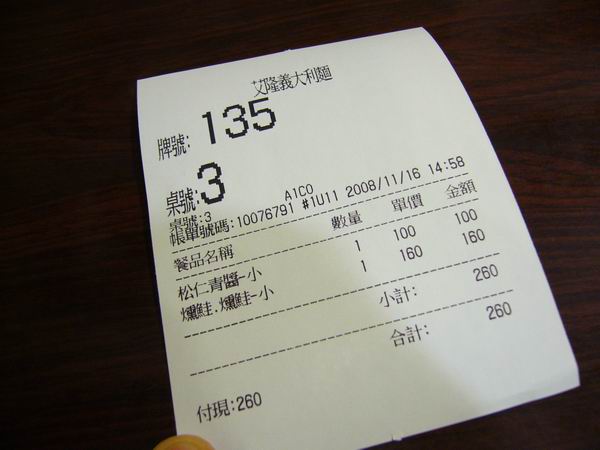 艾隆義大利麵
牌號: 135
桌號:3
桌號:3 A1CO
帳單號碼:10076791 #1U11 2008/11/16 14:58
餐品名稱 數量 單價 金額
松仁青醬-小 1 100 100
燻鮭.燻鮭-小 1 160 160
小計: 260
合計: 260
付現:260